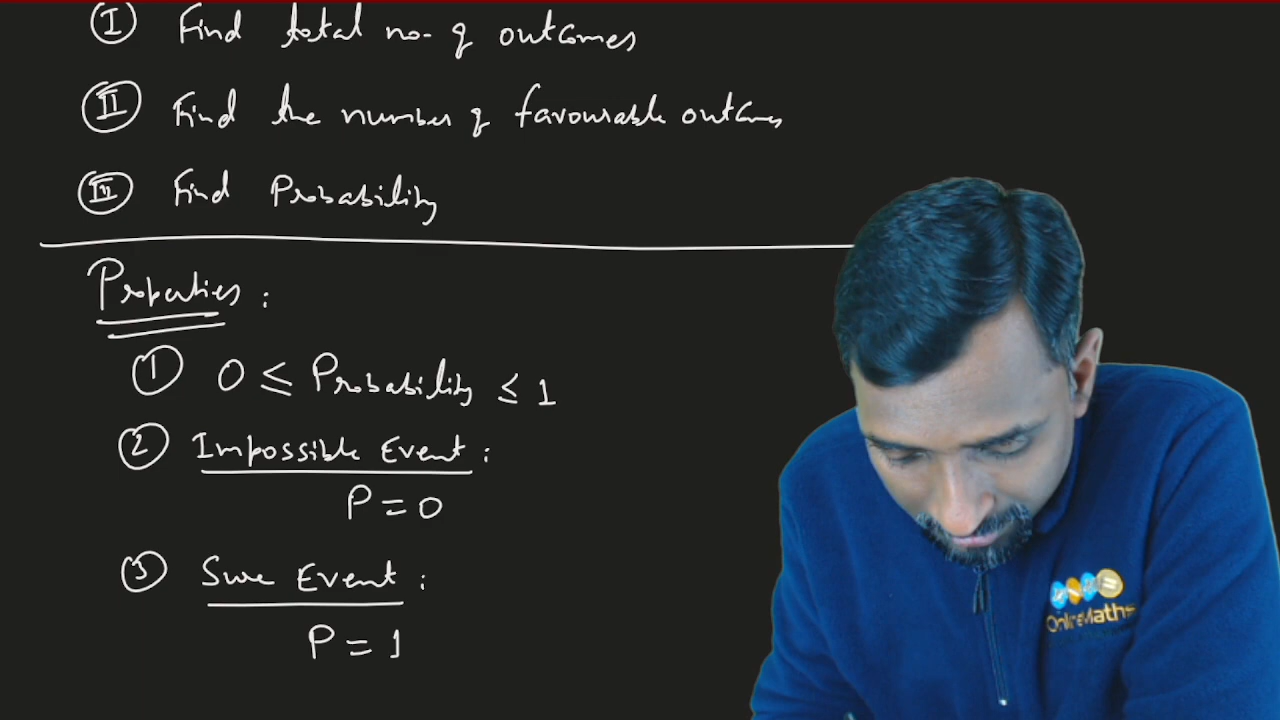 I Find total no. of outcomes
II Find the number of favourable outcomes
III Find Probability
Properties :
① 0 ≤ Probability ≤ 1
② Impossible Event :
P = 0
③ Sure Event :
P = 1
OnlineMaths